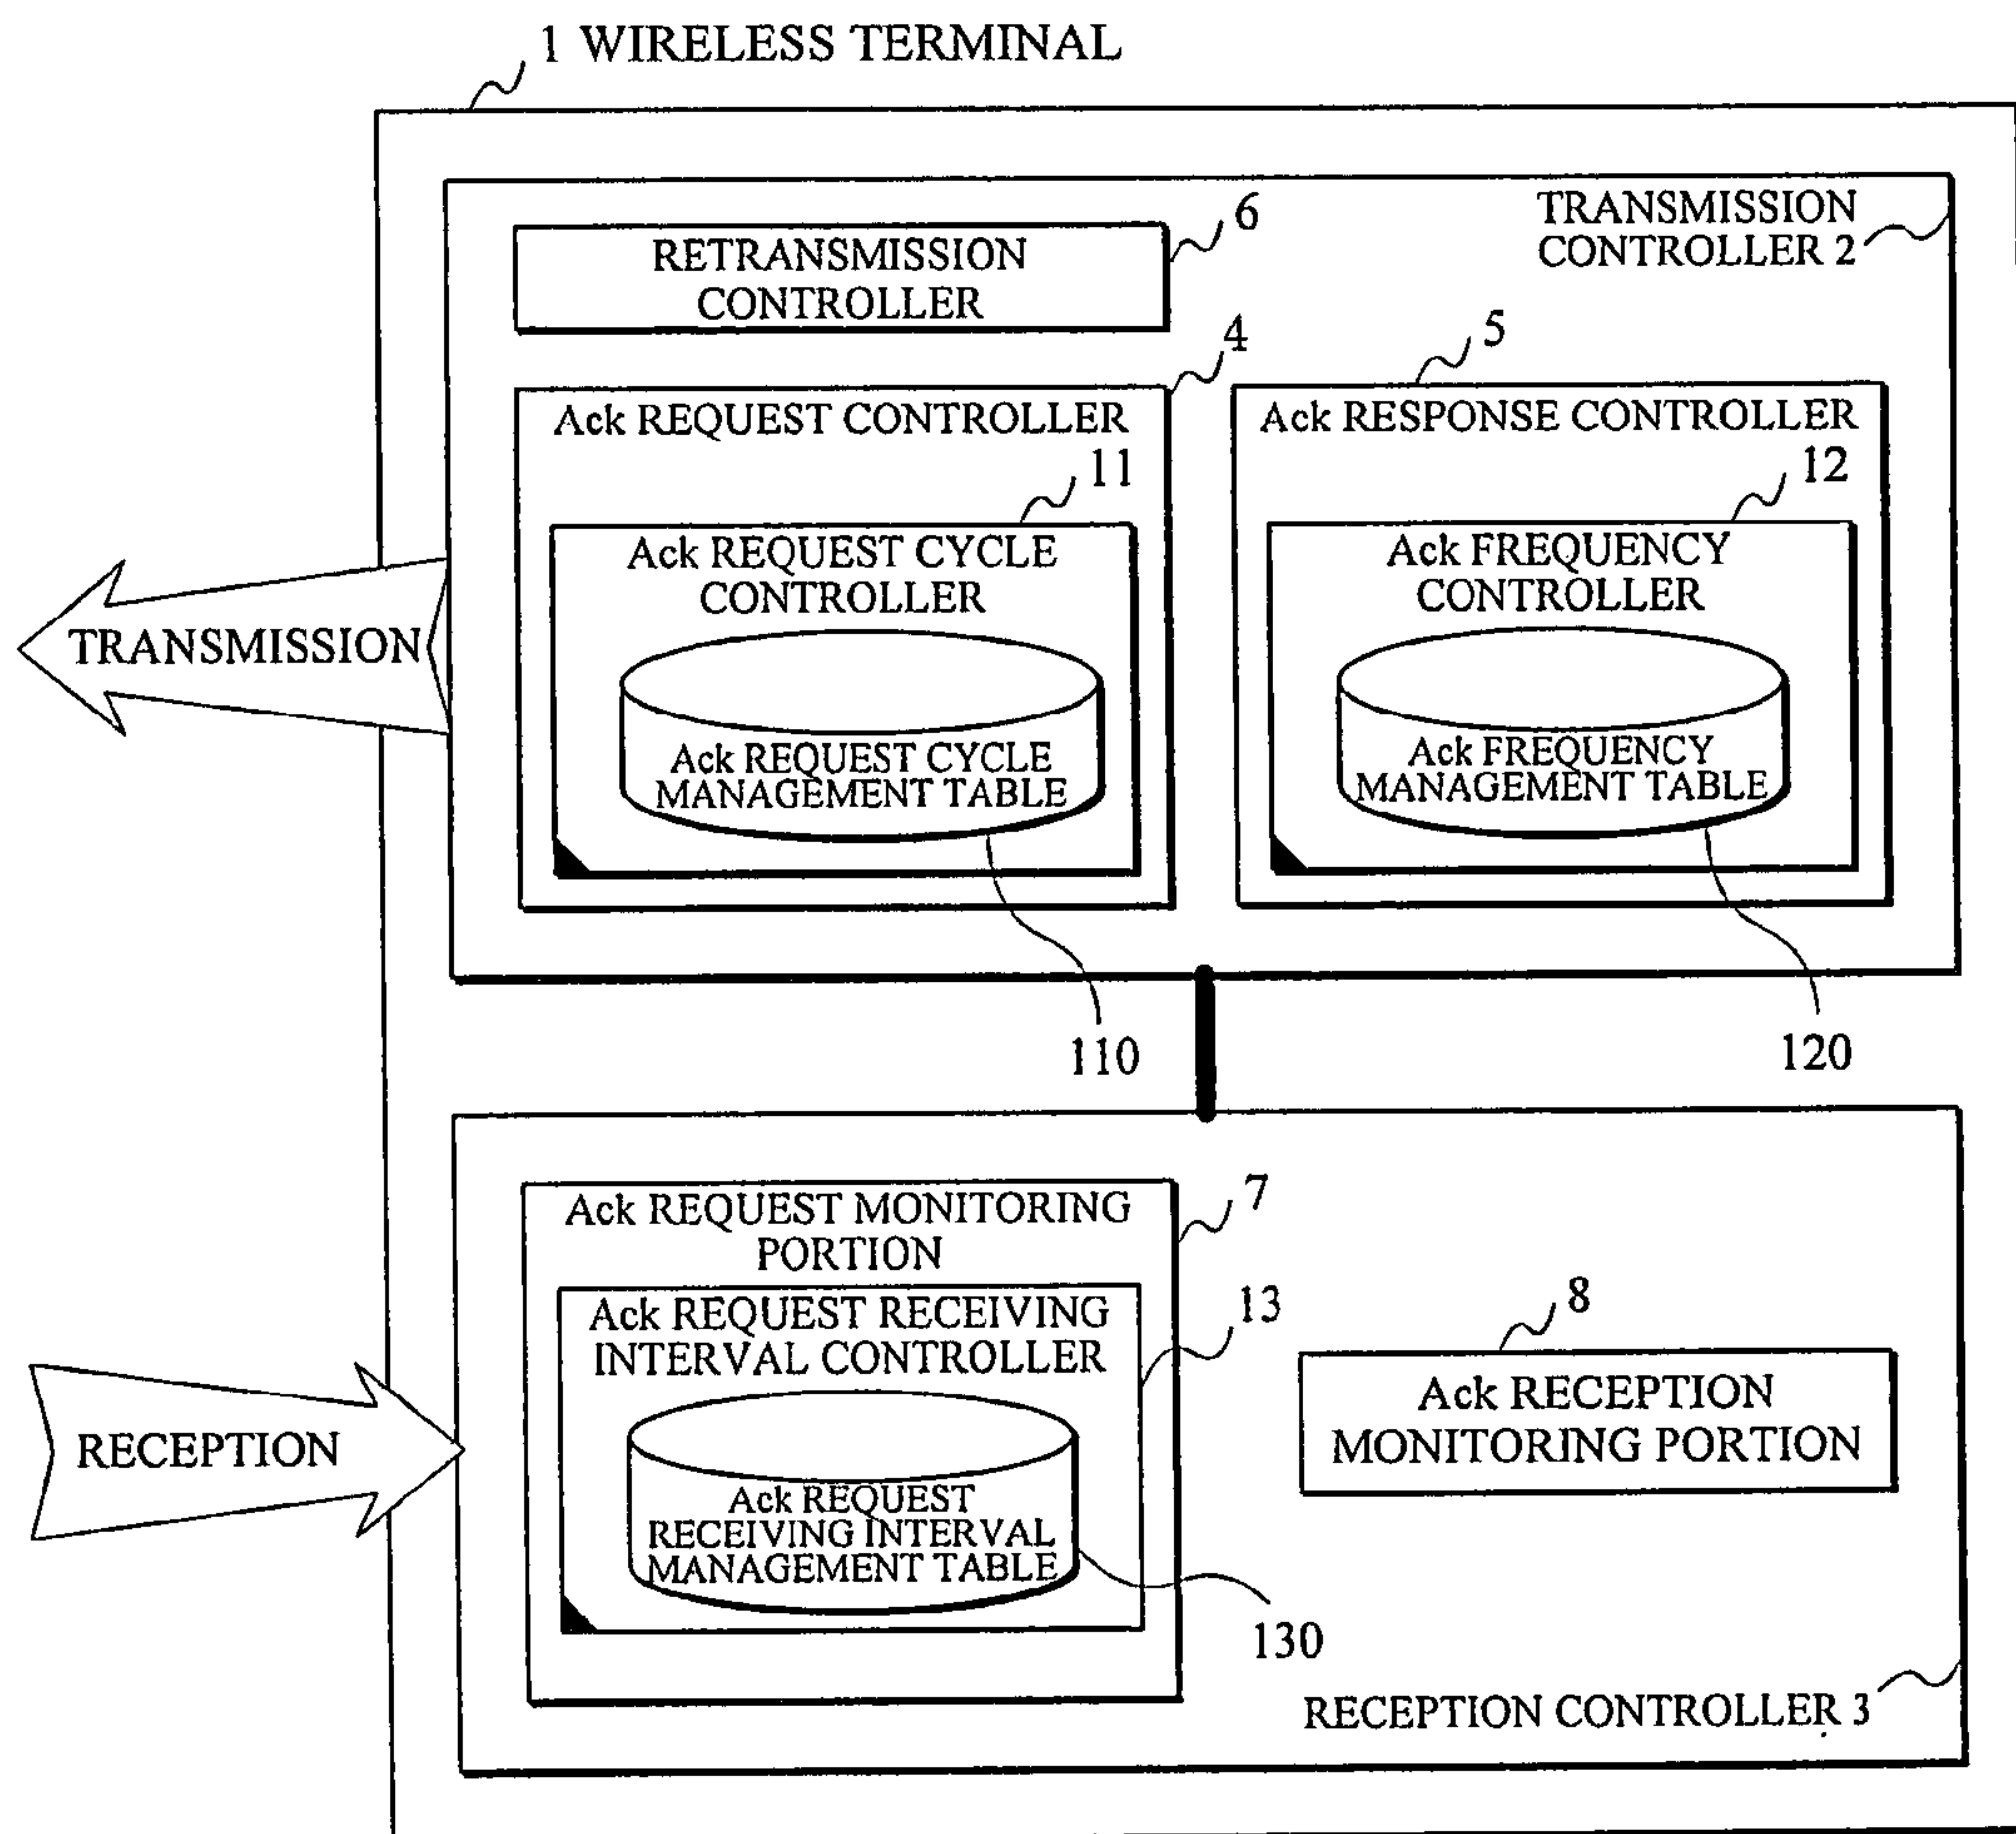 1 WIRELESS TERMINAL
TRANSMISSION
CONTROLLER 2
6
RETRANSMISSION
CONTROLLER
4
Ack REQUEST CONTROLLER
11
Ack REQUEST CYCLE
CONTROLLER
Ack REQUEST CYCLE
MANAGEMENT TABLE
110
5
Ack RESPONSE CONTROLLER
12
Ack FREQUENCY
CONTROLLER
Ack FREQUENCY
MANAGEMENT TABLE
120
TRANSMISSION
7
Ack REQUEST MONITORING
PORTION
13
Ack REQUEST RECEIVING
INTERVAL CONTROLLER
Ack REQUEST
RECEIVING INTERVAL
MANAGEMENT TABLE
130
8
Ack RECEPTION
MONITORING PORTION
RECEPTION
RECEPTION CONTROLLER 3